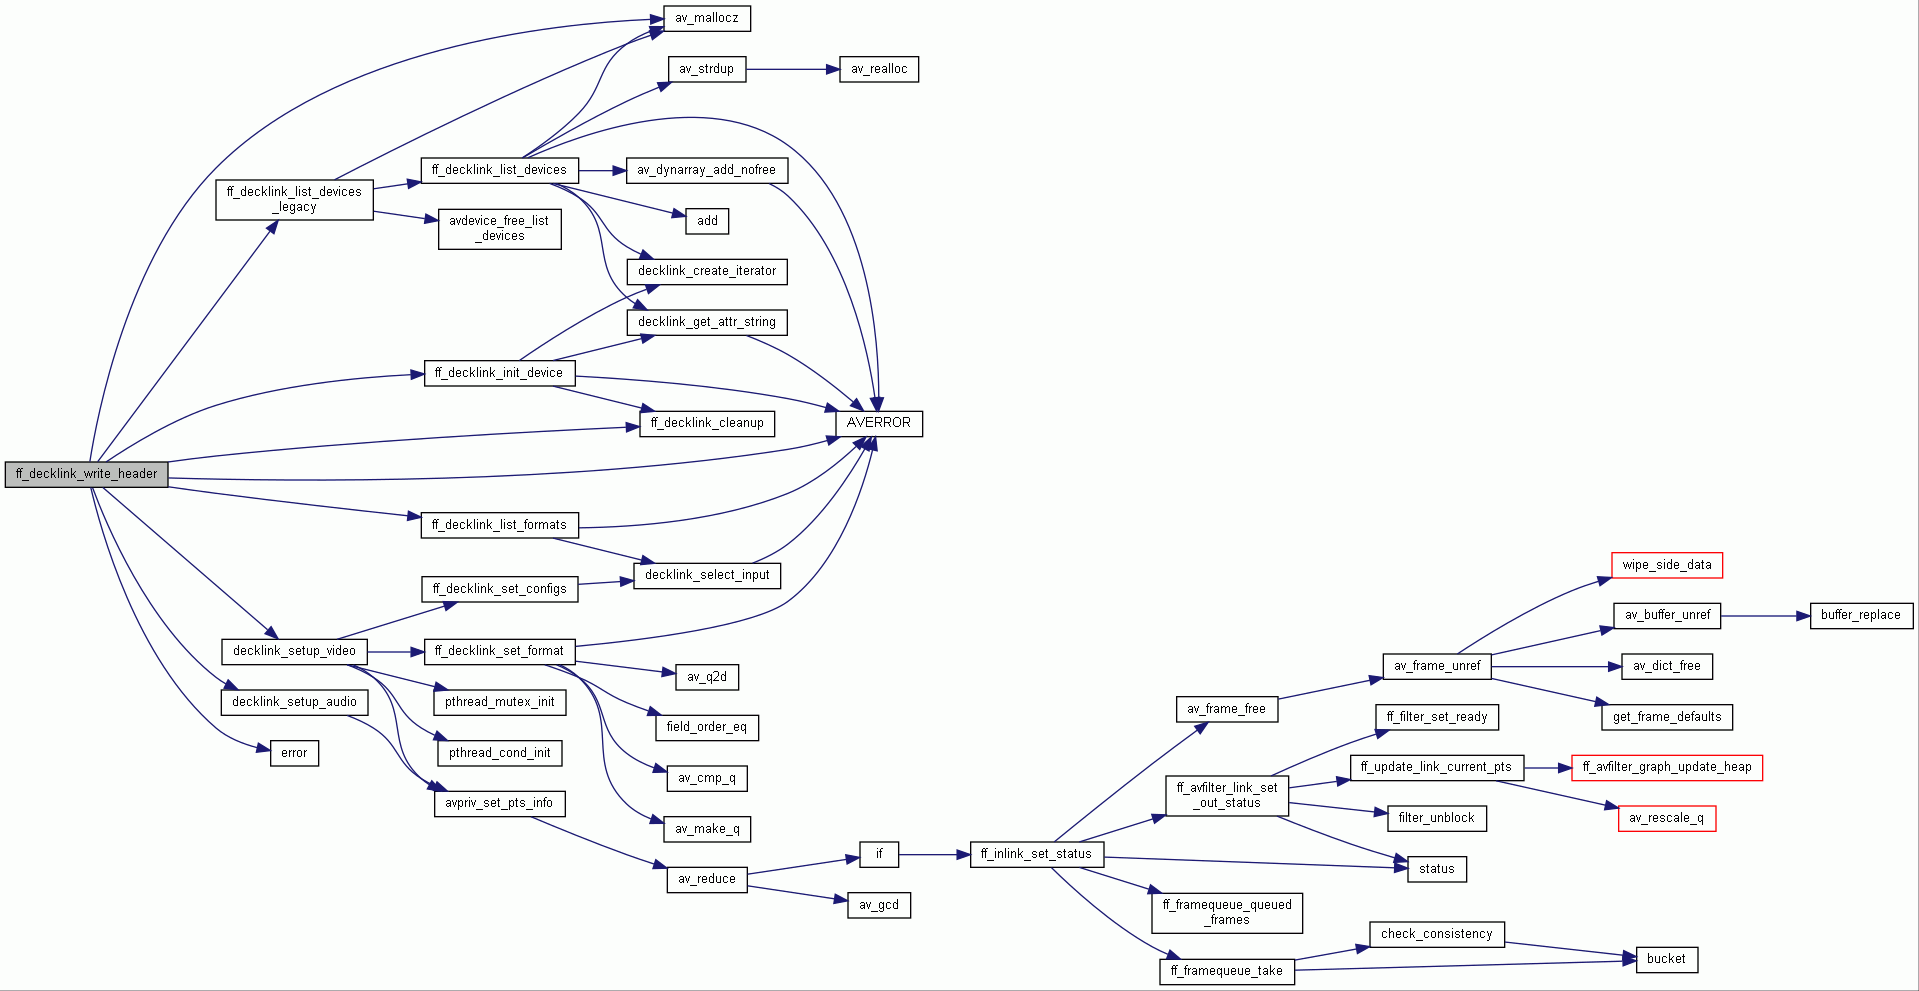 av_mallocz
av_strdup
av_realloc
ff_decklink_list_devices
av_dynarray_add_nofree
ff_decklink_list_devices
_legacy
avdevice_free_list
_devices
add
decklink_create_iterator
decklink_get_attr_string
ff_decklink_init_device
ff_decklink_cleanup
AVERROR
ff_decklink_write_header
ff_decklink_list_formats
decklink_select_input
ff_decklink_set_configs
wipe_side_data
av_buffer_unref
buffer_replace
decklink_setup_video
ff_decklink_set_format
av_frame_unref
av_dict_free
av_q2d
decklink_setup_audio
pthread_mutex_init
av_frame_free
ff_filter_set_ready
get_frame_defaults
field_order_eq
error
pthread_cond_init
av_cmp_q
ff_update_link_current_pts
ff_avfilter_graph_update_heap
ff_avfilter_link_set
_out_status
avpriv_set_pts_info
av_make_q
filter_unblock
av_rescale_q
if
ff_inlink_set_status
status
av_reduce
av_gcd
ff_framequeue_queued
_frames
check_consistency
ff_framequeue_take
bucket